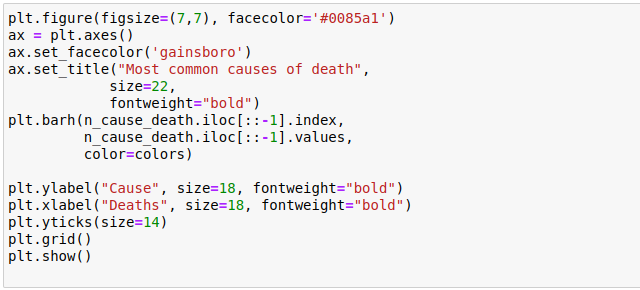 plt.figure(figsize=(7,7), facecolor='#0085a1')
ax = plt.axes()
ax.set_facecolor('gainsboro')
ax.set_title("Most common causes of death",
            size=22,
            fontweight="bold")
plt.barh(n_cause_death.iloc[::-1].index,
         n_cause_death.iloc[::-1].values,
         color=colors)

plt.ylabel("Cause", size=18, fontweight="bold")
plt.xlabel("Deaths", size=18, fontweight="bold")
plt.yticks(size=14)
plt.grid()
plt.show()